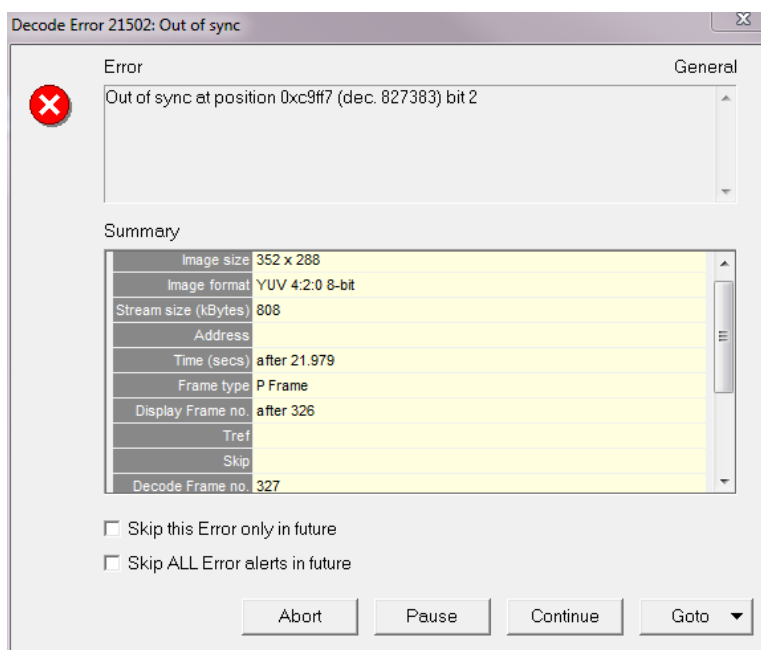 Decode Error 21502: Out of sync
Error General
Out of sync at position 0xc9ff7 (dec. 827383) bit 2
Summary
Image size 352 x 288
Image format YUV 4:2:0 8-bit
Stream size (kBytes) 808
Address
Time (secs) after 21.979
Frame type P Frame
Display Frame no. after 326
Tref
Skip
Decode Frame no. 327
Skip this Error only in future
Skip ALL Error alerts in future
Abort Pause Continue Goto